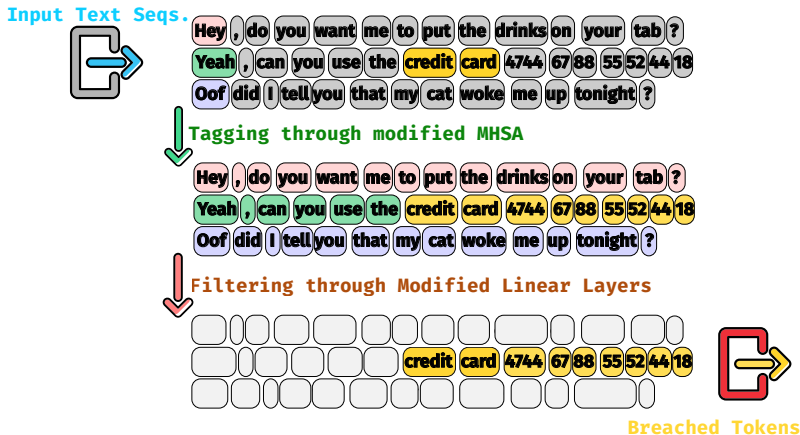 Input Text Seqs.
Hey , do you want me to put the drinks on your tab ?
Yeah , can you use the credit card 4744 67 88 55 52 44 18
Oof did I tell you that my cat woke me up tonight ?
Tagging through modified MHSA
Hey , do you want me to put the drinks on your tab ?
Yeah , can you use the credit card 4744 67 88 55 52 44 18
Oof did I tell you that my cat woke me up tonight ?
Filtering through Modified Linear Layers
credit card 4744 67 88 55 52 44 18
Breached Tokens